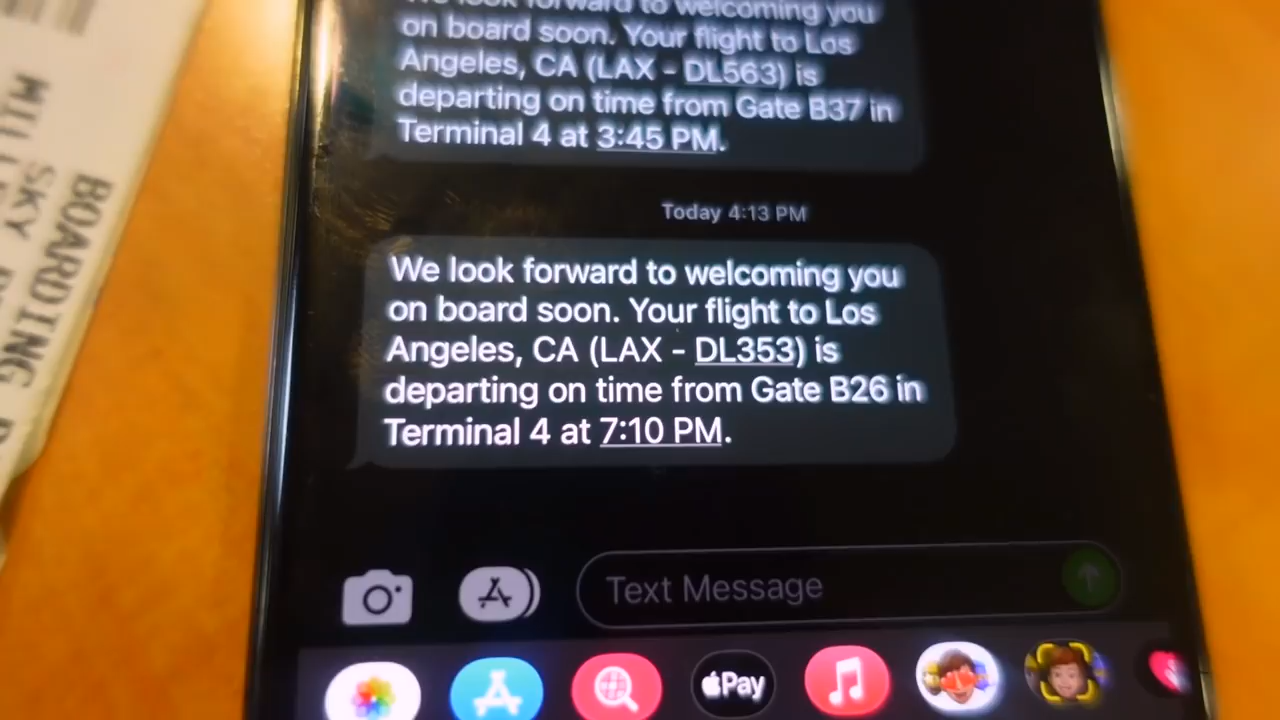 We look forward to welcoming you
on board soon. Your flight to Los
Angeles, CA (LAX - DL563) is
departing on time from Gate B37 in
Terminal 4 at 3:45 PM.
Today 4:13 PM
We look forward to welcoming you
on board soon. Your flight to Los
Angeles, CA (LAX - DL353) is
departing on time from Gate B26 in
Terminal 4 at 7:10 PM.
Text Message
Pay
BOARDING
SKY